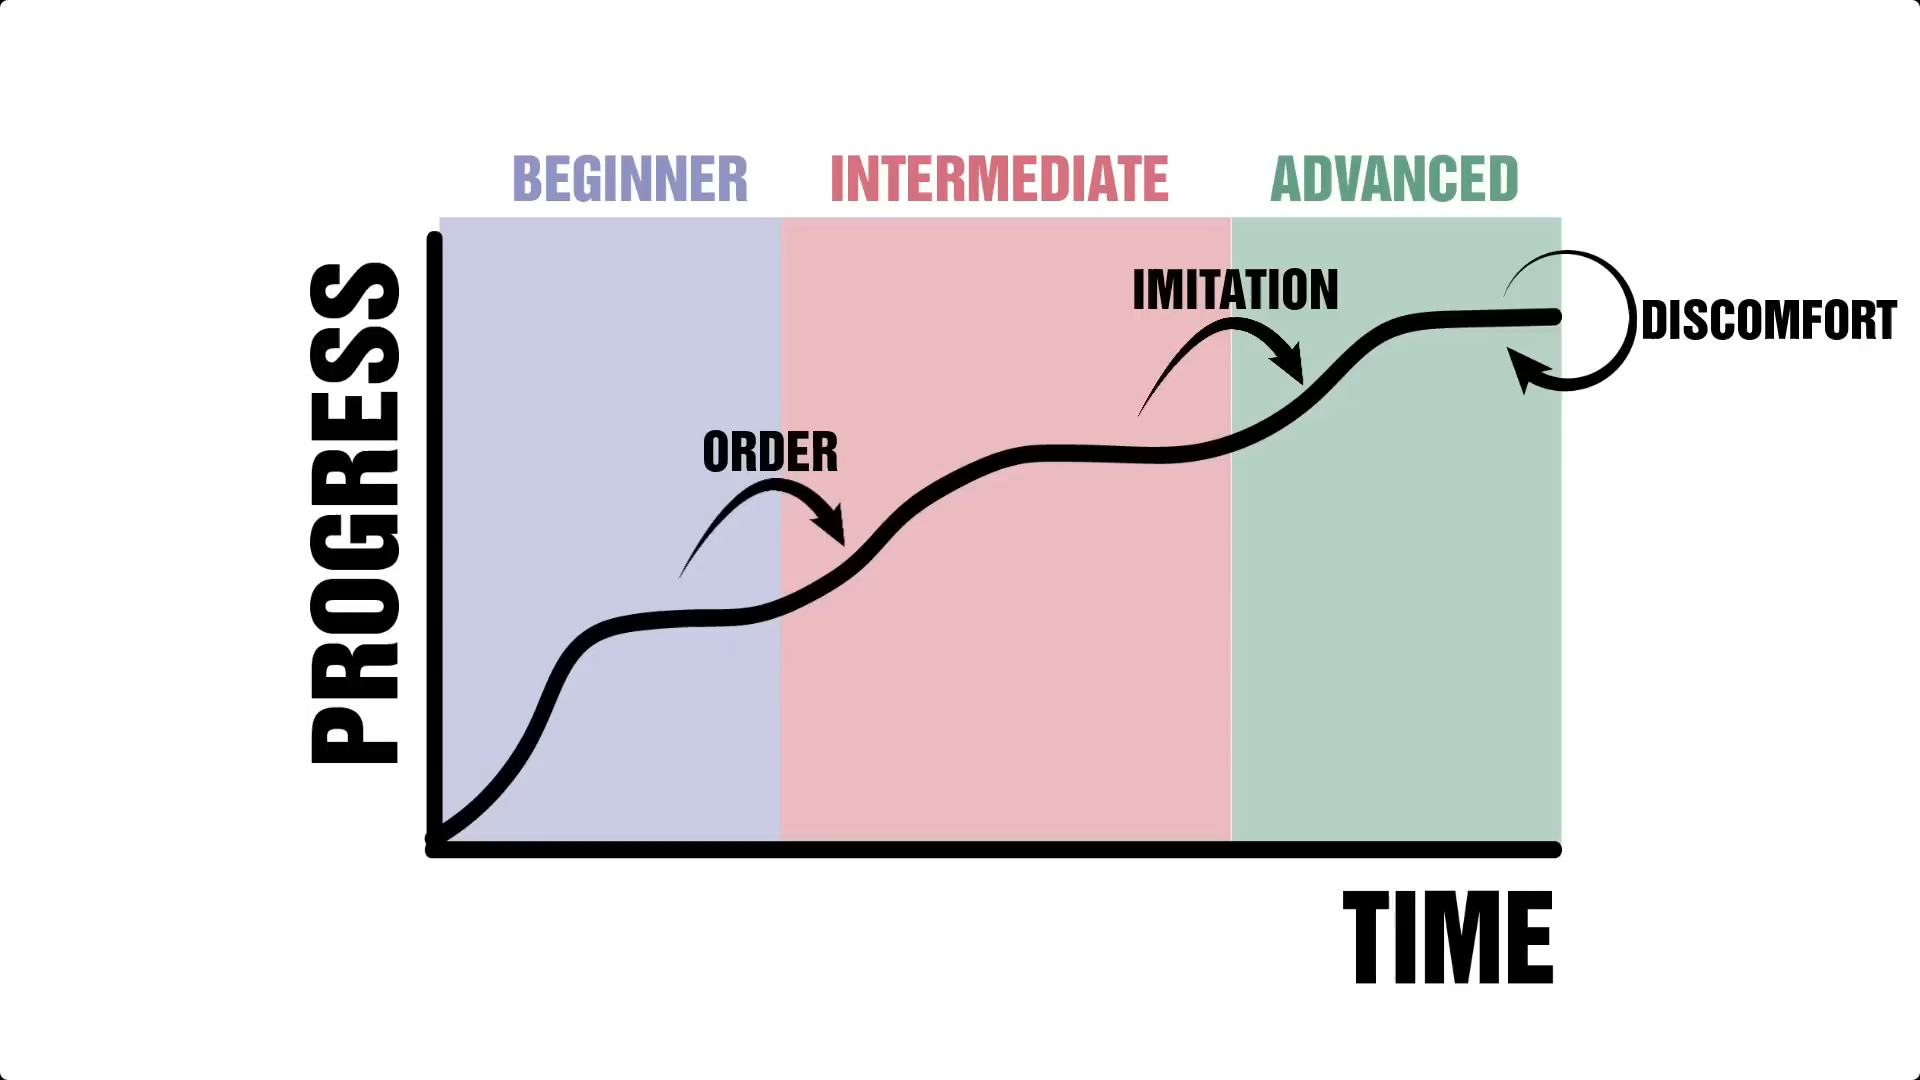 BEGINNER
INTERMEDIATE
ADVANCED
IMITATION
DISCOMFORT
ORDER
PROGRESS
TIME